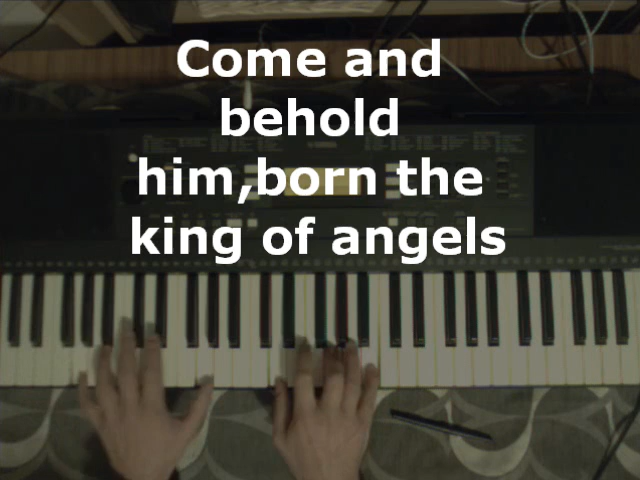 Come and
behold
him,born the
king of angels